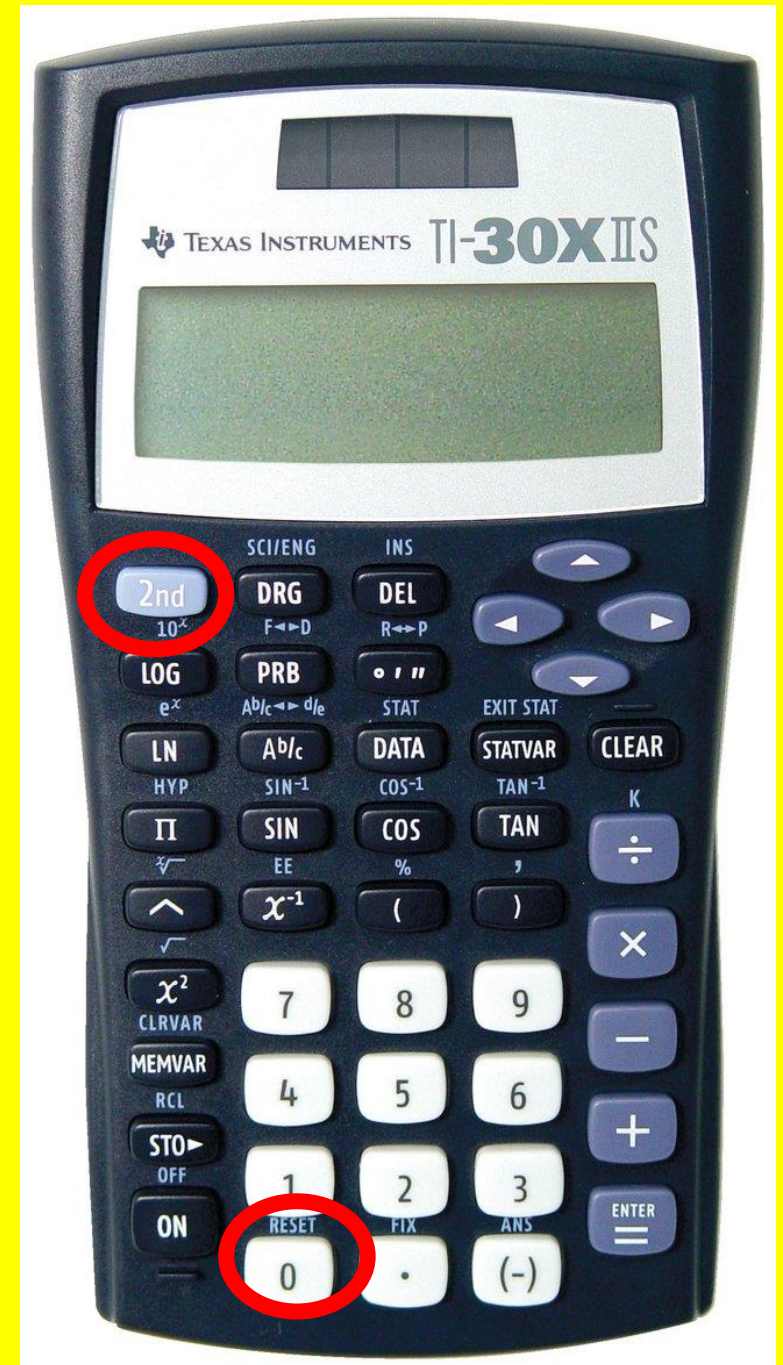 TEXAS INSTRUMENTS TI-30XIIS
SCI/ENG INS
2nd DRG DEL
10ˣ F◄►D R◄►P
LOG PRB ° ' "
eˣ Ab/c◄►d/e STAT EXIT STAT
LN Ab/c DATA STATVAR CLEAR
HYP SIN-1 COS-1 TAN-1 K
Π SIN COS TAN ÷
ˣ√ EE % ,
^ x-1 ( ) ×
√
x² 7 8 9 −
CLRVAR
MEMVAR 4 5 6 +
RCL
STO► 1 2 3 ENTER =
OFF RESET FIX ANS
ON 0 . (-)